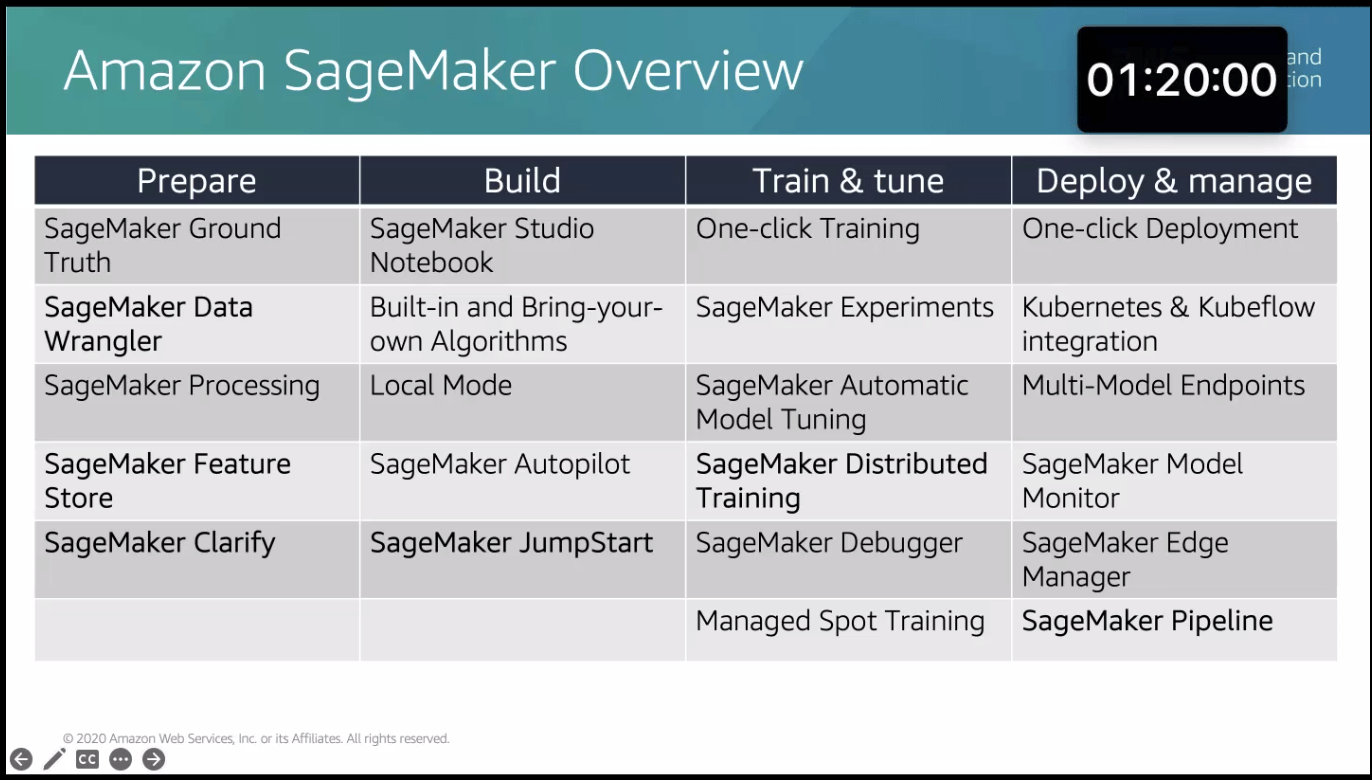 Amazon SageMaker Overview
01:20:00
and
tion
Prepare
Build
Train & tune
Deploy & manage
SageMaker Ground
Truth
SageMaker Studio
Notebook
One-click Training
One-click Deployment
SageMaker Data
Wrangler
Built-in and Bring-your-
own Algorithms
SageMaker Experiments
Kubernetes & Kubeflow
integration
SageMaker Processing
Local Mode
SageMaker Automatic
Model Tuning
Multi-Model Endpoints
SageMaker Feature
Store
SageMaker Autopilot
SageMaker Distributed
Training
SageMaker Model
Monitor
SageMaker Clarify
SageMaker JumpStart
SageMaker Debugger
SageMaker Edge
Manager
Managed Spot Training
SageMaker Pipeline
© 2020 Amazon Web Services, Inc. or its Affiliates. All rights reserved.
CC